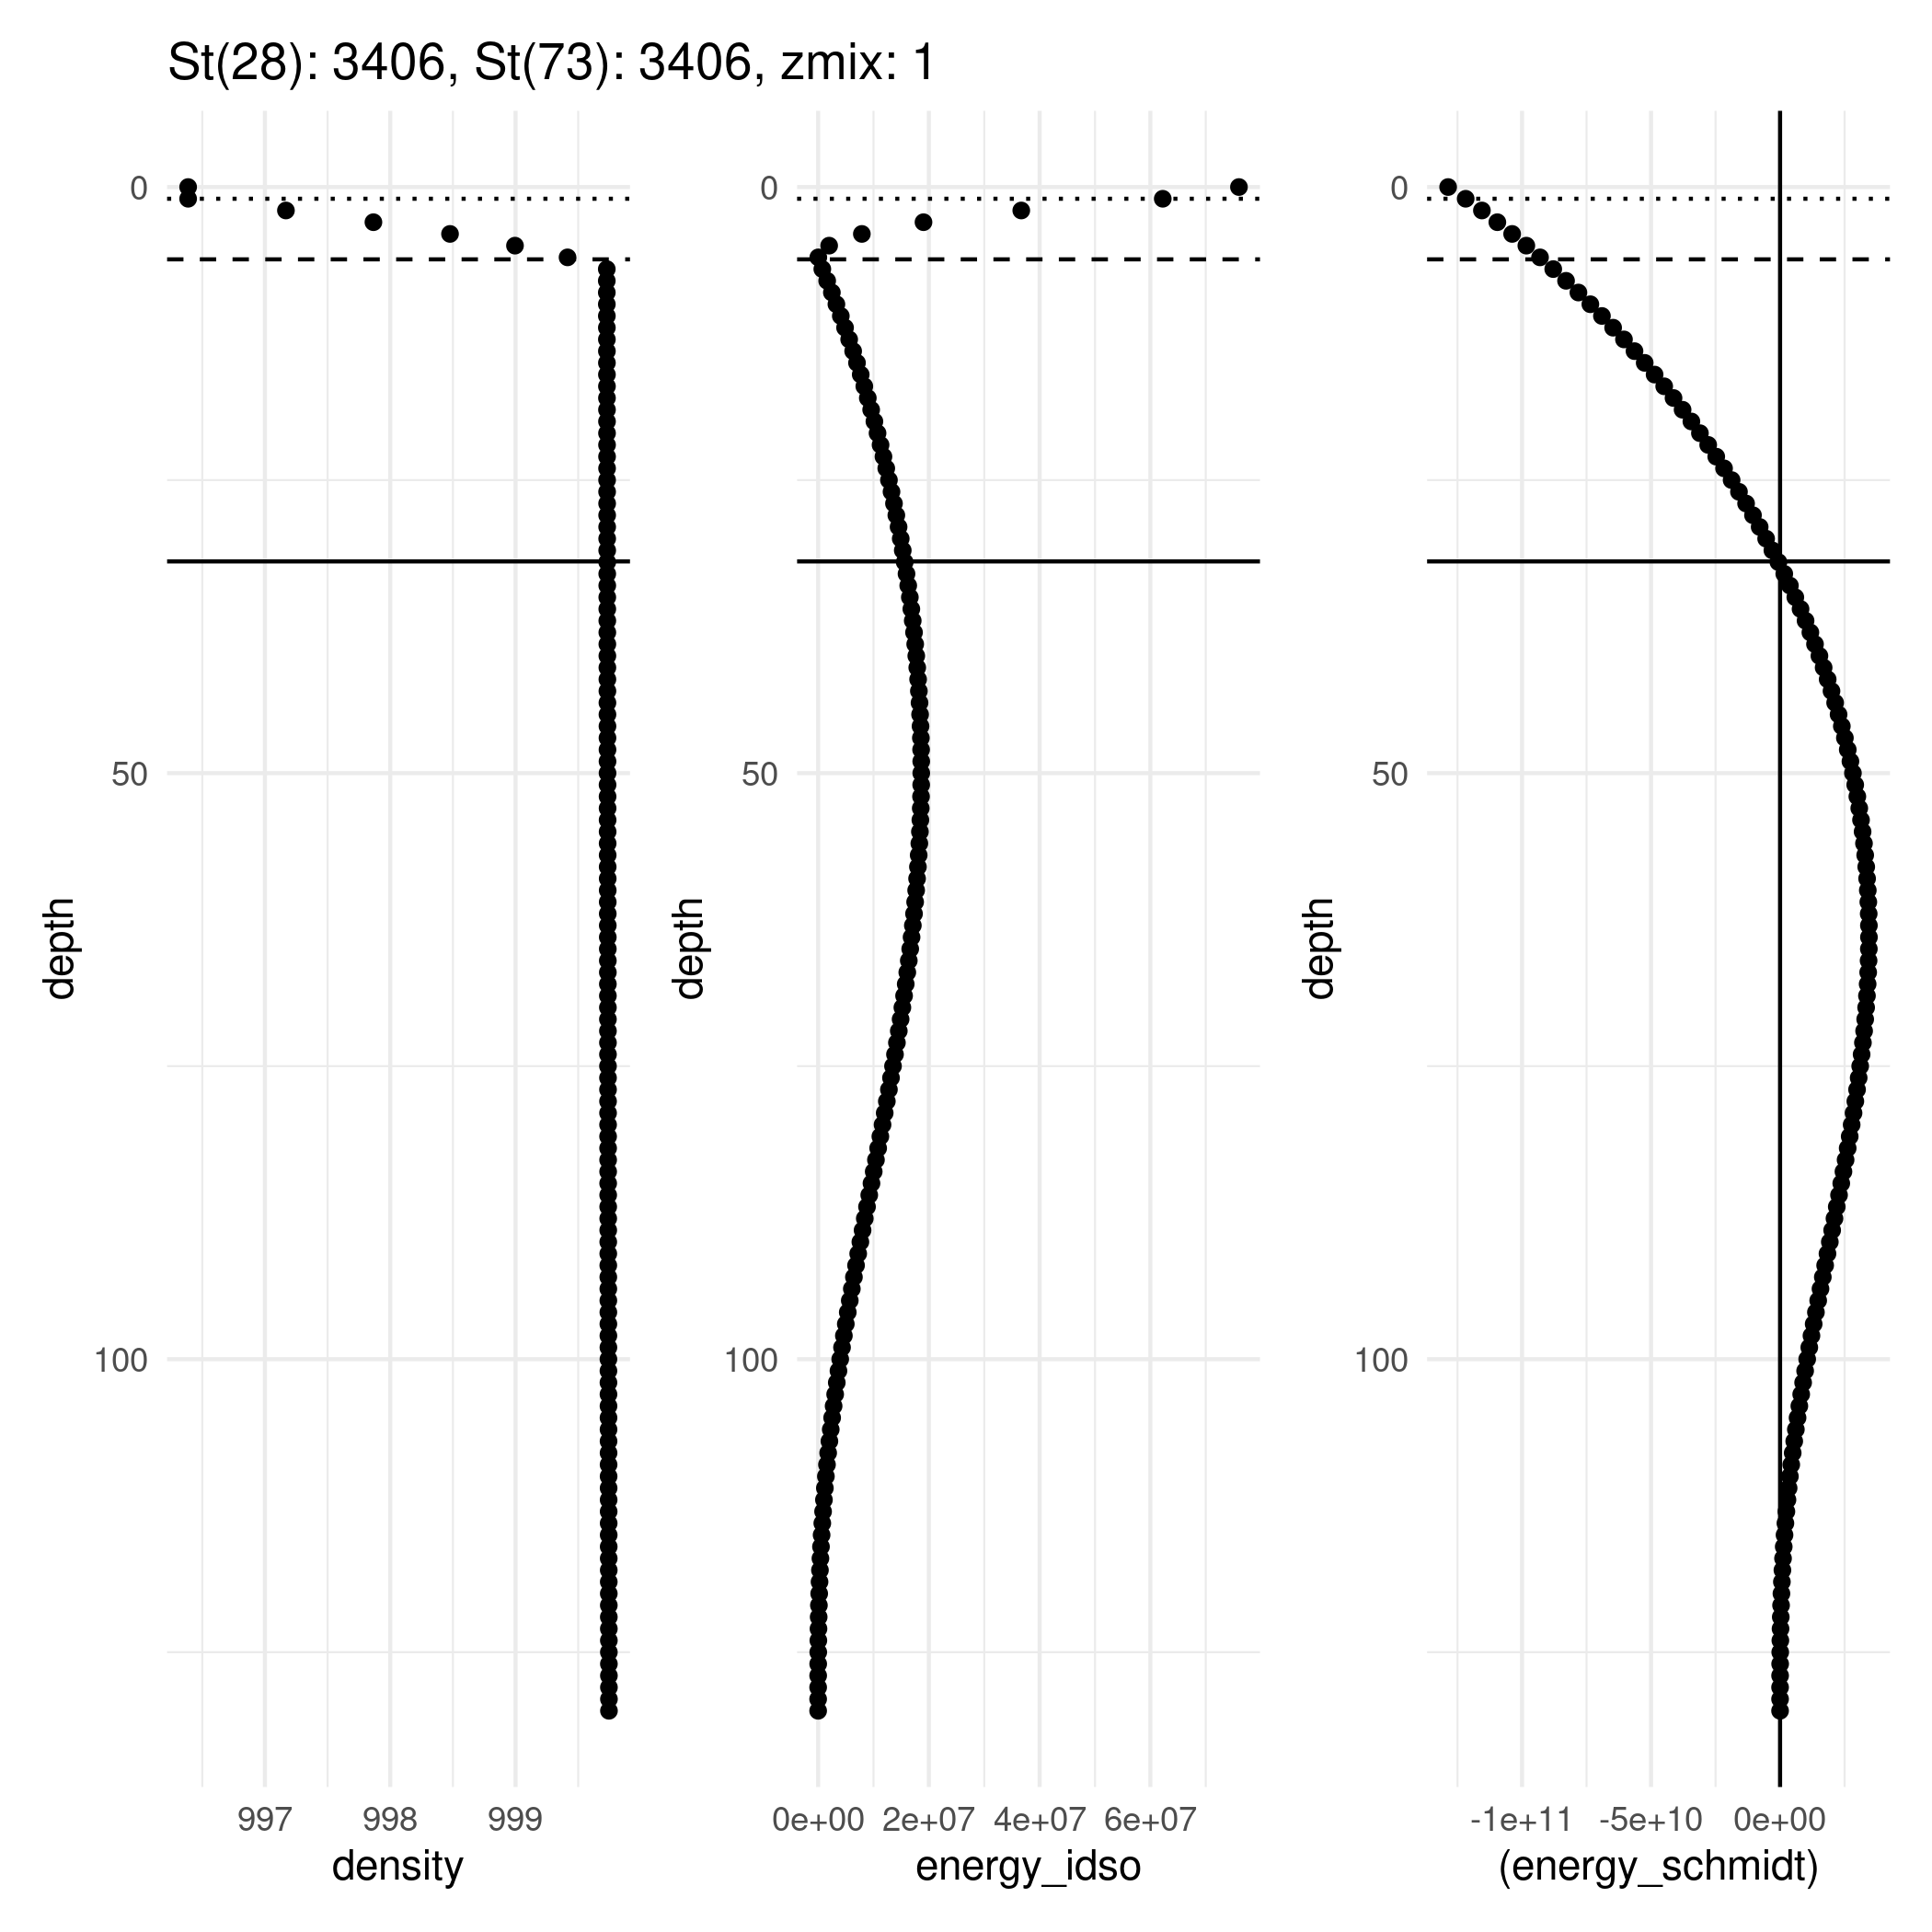 St(28): 3406, St(73): 3406, zmix: 1
0
50
100
depth
997 998 999
density
0
50
100
depth
0e+00 2e+07 4e+07 6e+07
energy_idso
0
50
100
depth
-1e+11 -5e+10 0e+00
(energy_schmidt)